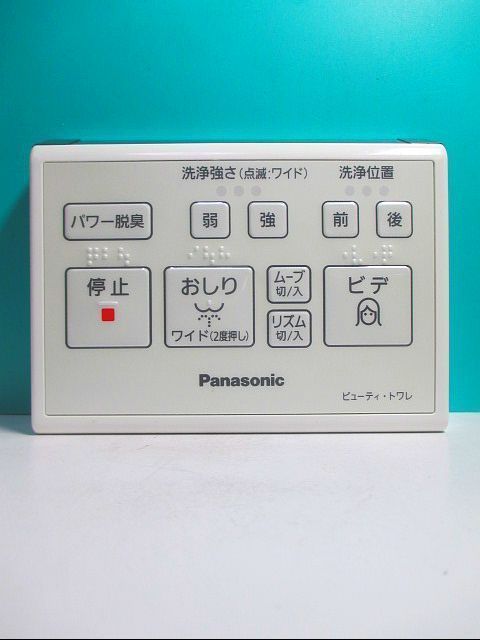 洗浄強さ(点滅:ワイド) 洗浄位置
パワー脱臭 弱 強 前 後
停止
おしり
ワイド(2度押し)
ムーブ
切/入
リズム
切/入
ビデ
Panasonic
ビューティ・トワレ